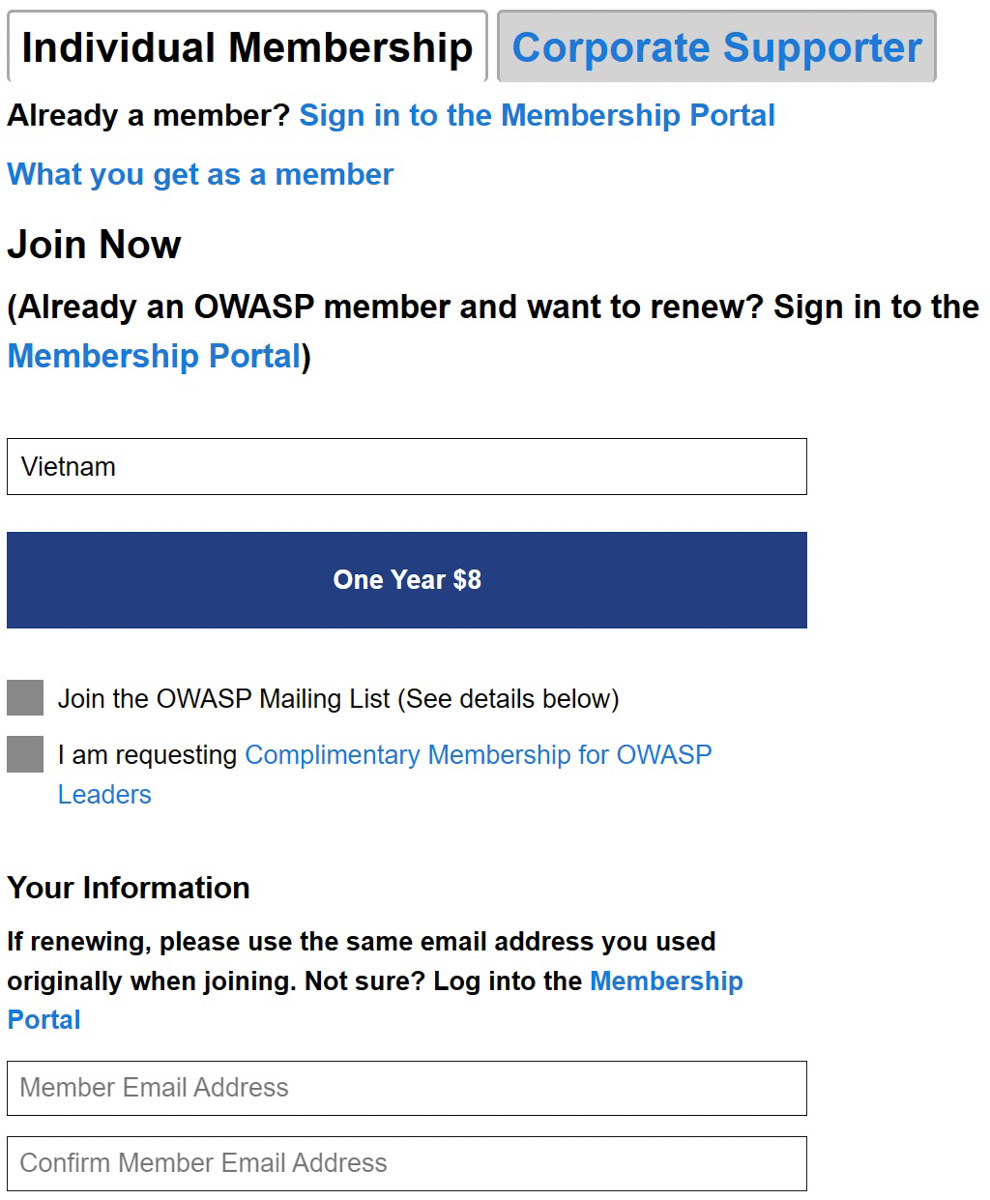 Individual Membership
Corporate Supporter
Already a member? Sign in to the Membership Portal
What you get as a member
Join Now
(Already an OWASP member and want to renew? Sign in to the
Membership Portal)
Vietnam
One Year $8
Join the OWASP Mailing List (See details below)
I am requesting Complimentary Membership for OWASP
Leaders
Your Information
If renewing, please use the same email address you used
originally when joining. Not sure? Log into the Membership
Portal
Member Email Address
Confirm Member Email Address